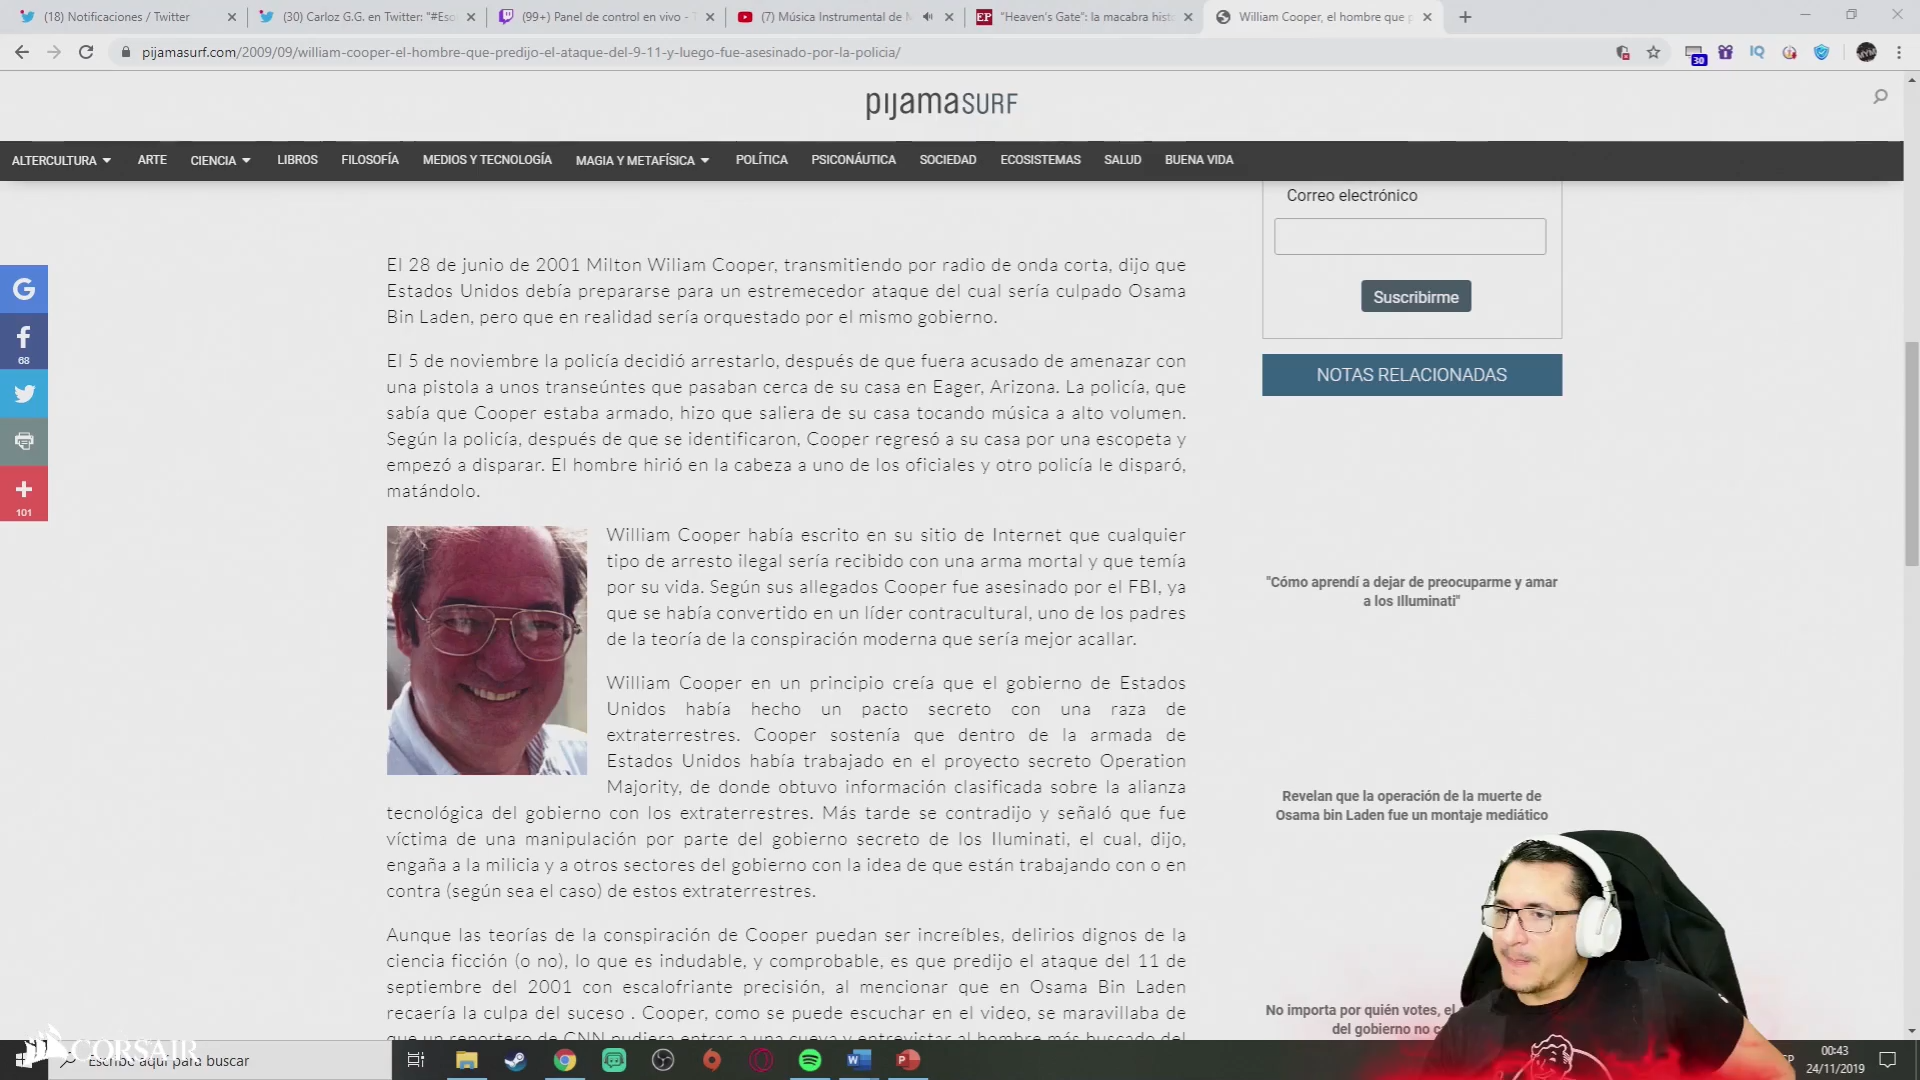 (18) Notificaciones / Twitter
(30) Carloz G.G. en Twitter: "#Eso
(99+) Panel de control en vivo - T
(7) Música Instrumental de
EP
"Heaven's Gate": la macabra hist
William Cooper, el hombre que p
pijamasurf.com/2009/09/william-cooper-el-hombre-que-predijo-el-ataque-del-9-11-y-luego-fue-asesinado-por-la-policia/
30
IQ
pijamaSURF
ALTERCULTURA
ARTE
CIENCIA
LIBROS
FILOSOFÍA
MEDIOS Y TECNOLOGÍA
MAGIA Y METAFÍSICA
POLÍTICA
PSICONÁUTICA
SOCIEDAD
ECOSISTEMAS
SALUD
BUENA VIDA
Correo electrónico
Suscribirme
NOTAS RELACIONADAS
68
101
El 28 de junio de 2001 Milton Wiliam Cooper, transmitiendo por radio de onda corta, dijo que
Estados Unidos debía prepararse para un estremecedor ataque del cual sería culpado Osama
Bin Laden, pero que en realidad sería orquestado por el mismo gobierno.
El 5 de noviembre la policía decidió arrestarlo, después de que fuera acusado de amenazar con
una pistola a unos transeúntes que pasaban cerca de su casa en Eager, Arizona. La policía, que
sabía que Cooper estaba armado, hizo que saliera de su casa tocando música a alto volumen.
Según la policía, después de que se identificaron, Cooper regresó a su casa por una escopeta y
empezó a disparar. El hombre hirió en la cabeza a uno de los oficiales y otro policía le disparó,
matándolo.
William Cooper había escrito en su sitio de Internet que cualquier
tipo de arresto ilegal sería recibido con una arma mortal y que temía
por su vida. Según sus allegados Cooper fue asesinado por el FBI, ya
que se había convertido en un líder contracultural, uno de los padres
de la teoría de la conspiración moderna que sería mejor acallar.
William Cooper en un principio creía que el gobierno de Estados
Unidos había hecho un pacto secreto con una raza de
extraterrestres. Cooper sostenía que dentro de la armada de
Estados Unidos había trabajado en el proyecto secreto Operation
Majority, de donde obtuvo información clasificada sobre la alianza
tecnológica del gobierno con los extraterrestres. Más tarde se contradijo y señaló que fue
víctima de una manipulación por parte del gobierno secreto de los Iluminati, el cual, dijo,
engaña a la milicia y a otros sectores del gobierno con la idea de que están trabajando con o en
contra (según sea el caso) de estos extraterrestres.
Aunque las teorías de la conspiración de Cooper puedan ser increíbles, delirios dignos de la
ciencia ficción (o no), lo que es indudable, y comprobable, es que predijo el ataque del 11 de
septiembre del 2001 con escalofriante precisión, al mencionar que en Osama Bin Laden
recaería la culpa del suceso . Cooper, como se puede escuchar en el video, se maravillaba de
que un reportero de CNN pudiera entrar a una cueva y entrevistar al hombre más buscado del
"Cómo aprendí a dejar de preocuparme y amar
a los Illuminati"
Revelan que la operación de la muerte de
Osama bin Laden fue un montaje mediático
No importa por quién votes, el
del gobierno no
CORSAIR
Escribe aquí para buscar
00:43
24/11/2019